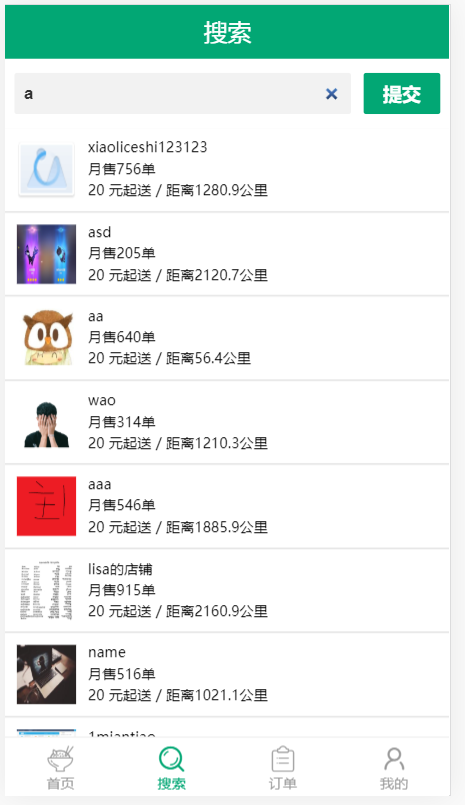 搜索
a
提交
xiaoliceshi123123
月售756单
20 元起送 / 距离1280.9公里
asd
月售205单
20 元起送 / 距离2120.7公里
aa
月售640单
20 元起送 / 距离56.4公里
wao
月售314单
20 元起送 / 距离1210.3公里
aaa
月售546单
20 元起送 / 距离1885.9公里
lisa的店铺
月售915单
20 元起送 / 距离2160.9公里
name
月售516单
20 元起送 / 距离1021.1公里
1miantiao
首页
搜索
订单
我的